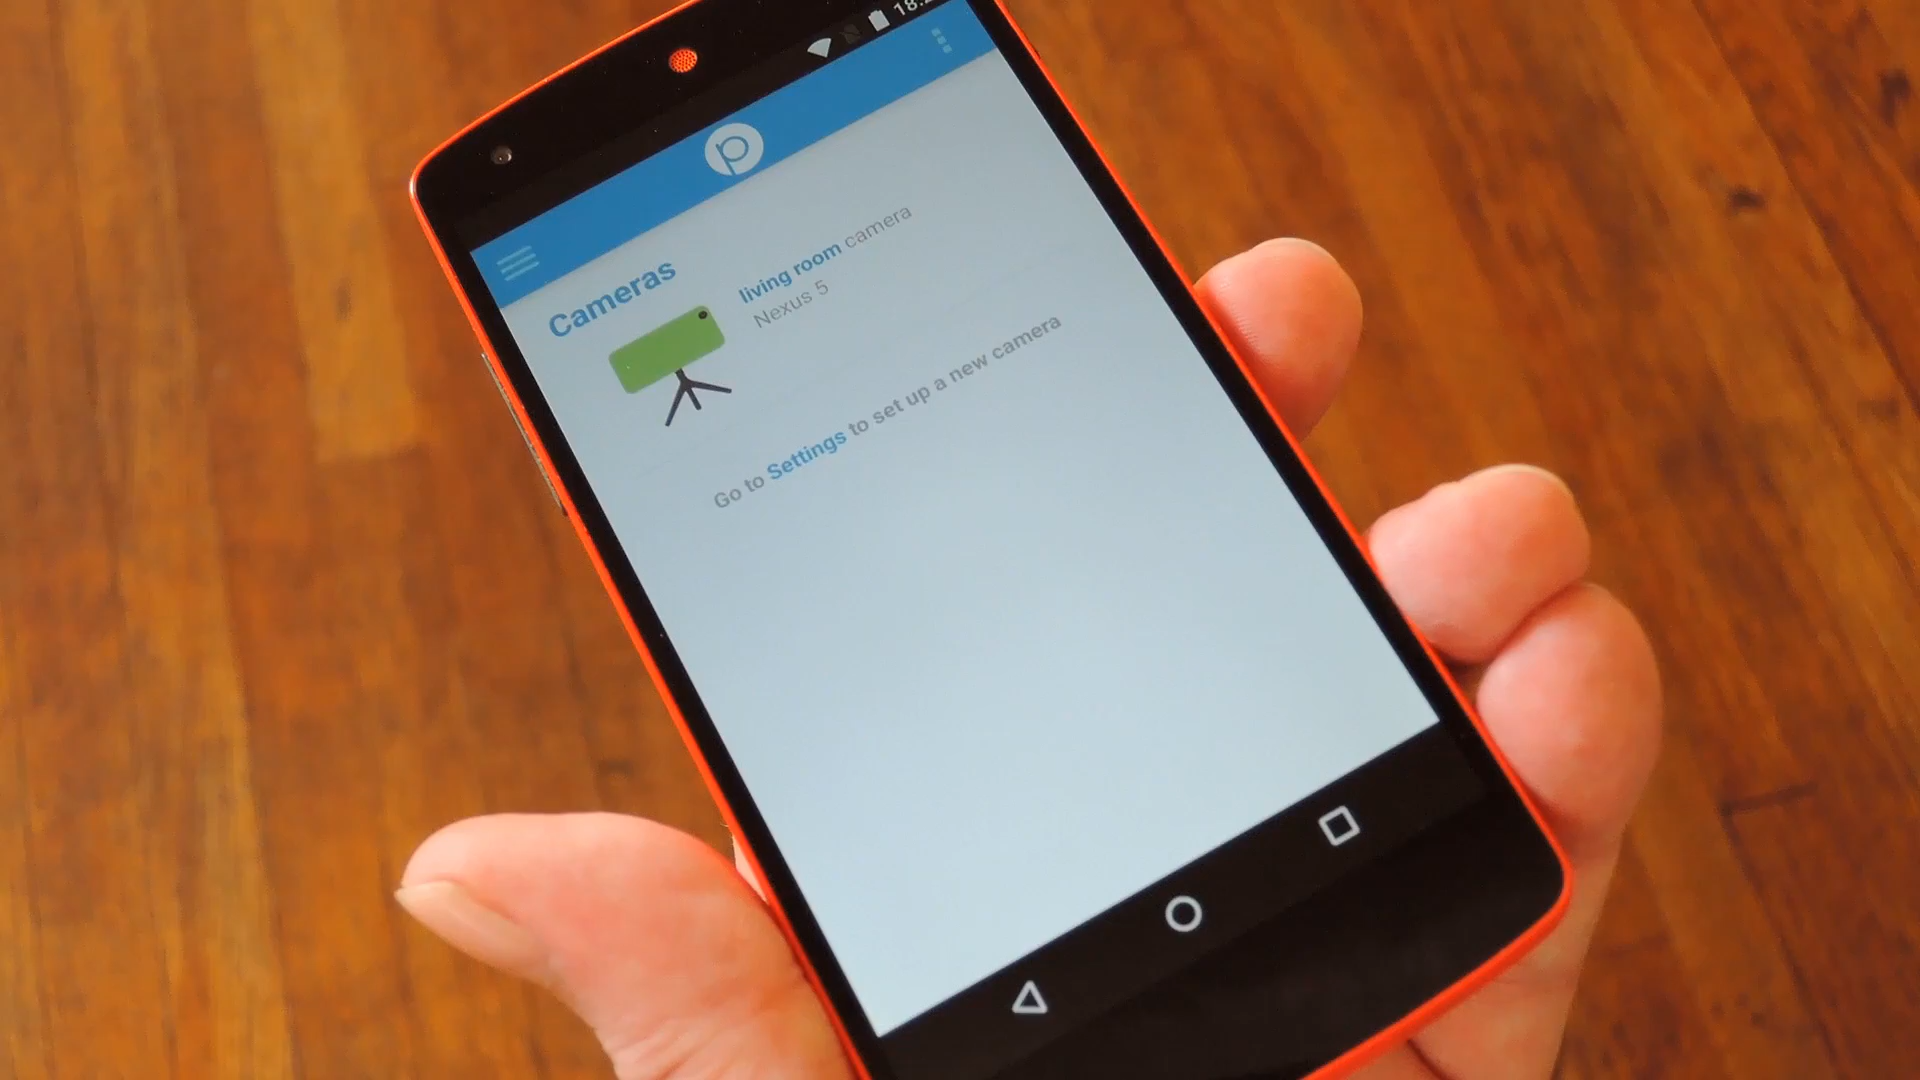 p
Cameras
living room camera
Nexus 5
Go to Settings to set up a new camera